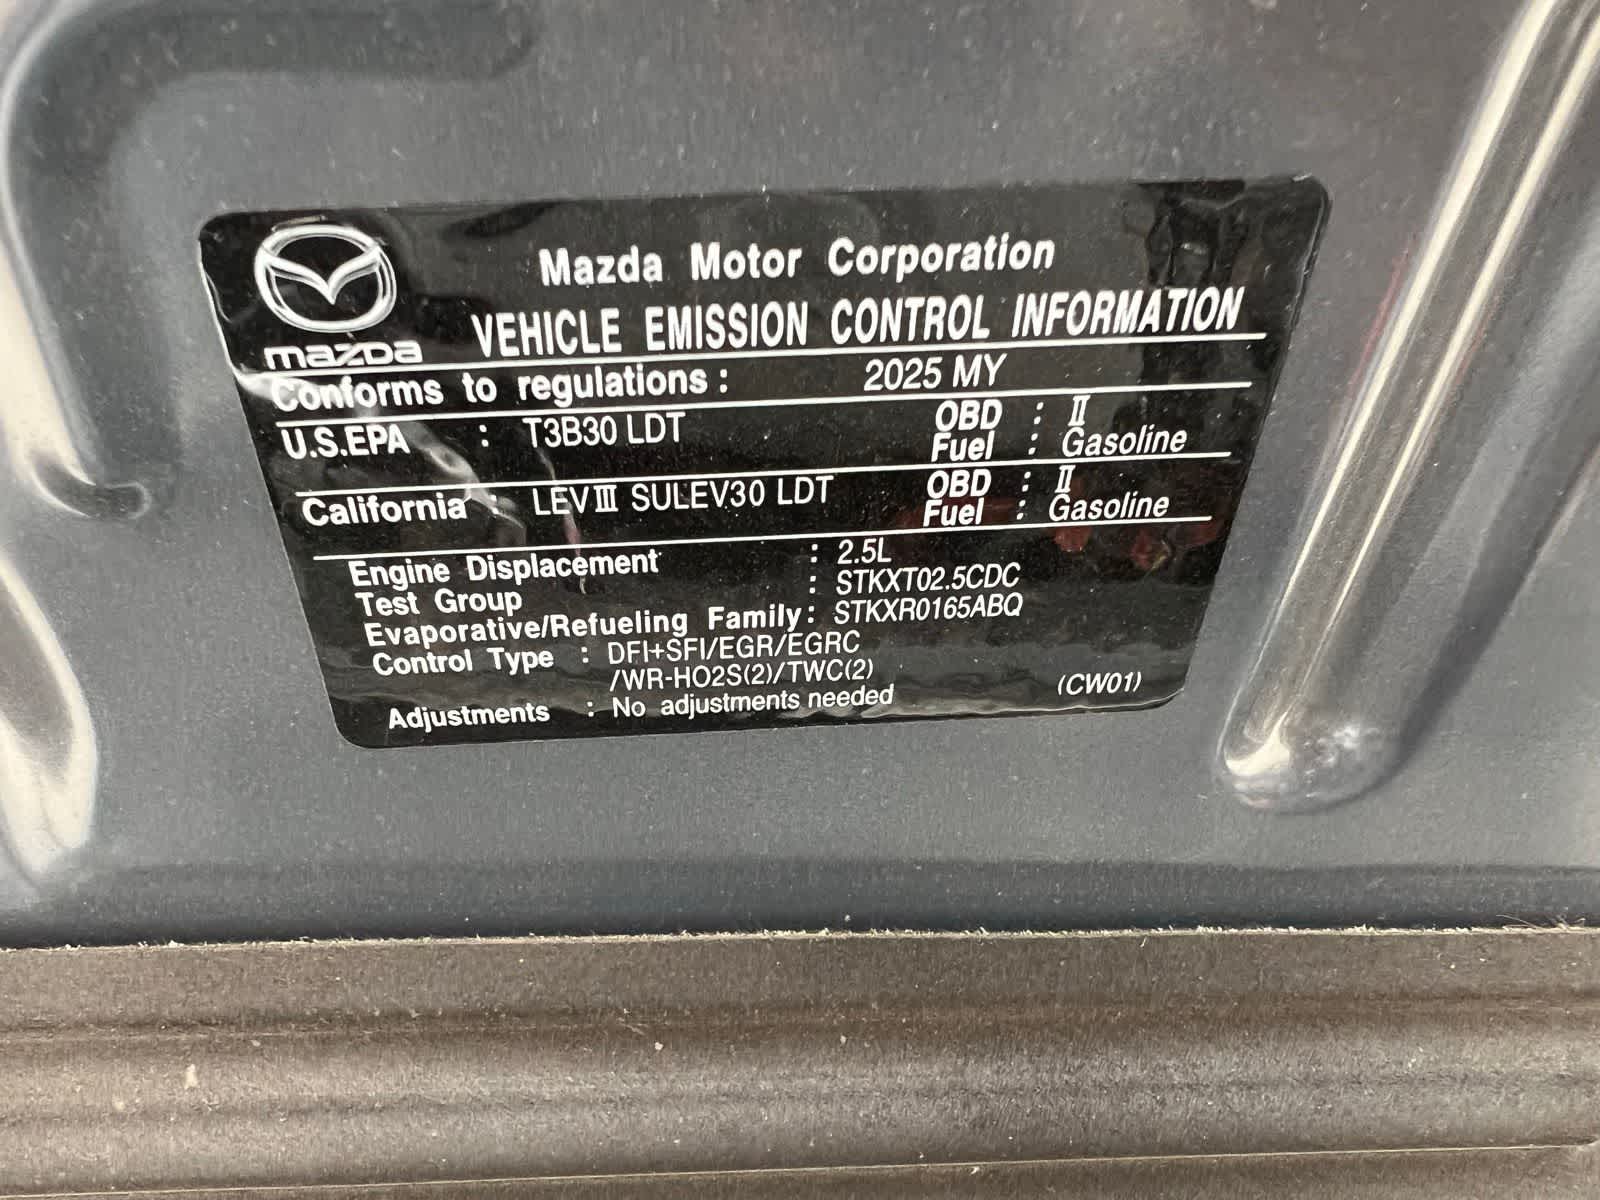 mazda
Mazda Motor Corporation
VEHICLE EMISSION CONTROL INFORMATION
Conforms to regulations : 2025 MY
U.S.EPA : T3B30 LDT OBD : II
Fuel : Gasoline
California : LEVIII SULEV30 LDT OBD : II
Fuel : Gasoline
Engine Displacement : 2.5L
Test Group : STKXT02.5CDC
Evaporative/Refueling Family : STKXR0165ABQ
Control Type : DFI+SFI/EGR/EGRC
/WR-HO2S(2)/TWC(2)
Adjustments : No adjustments needed (CW01)